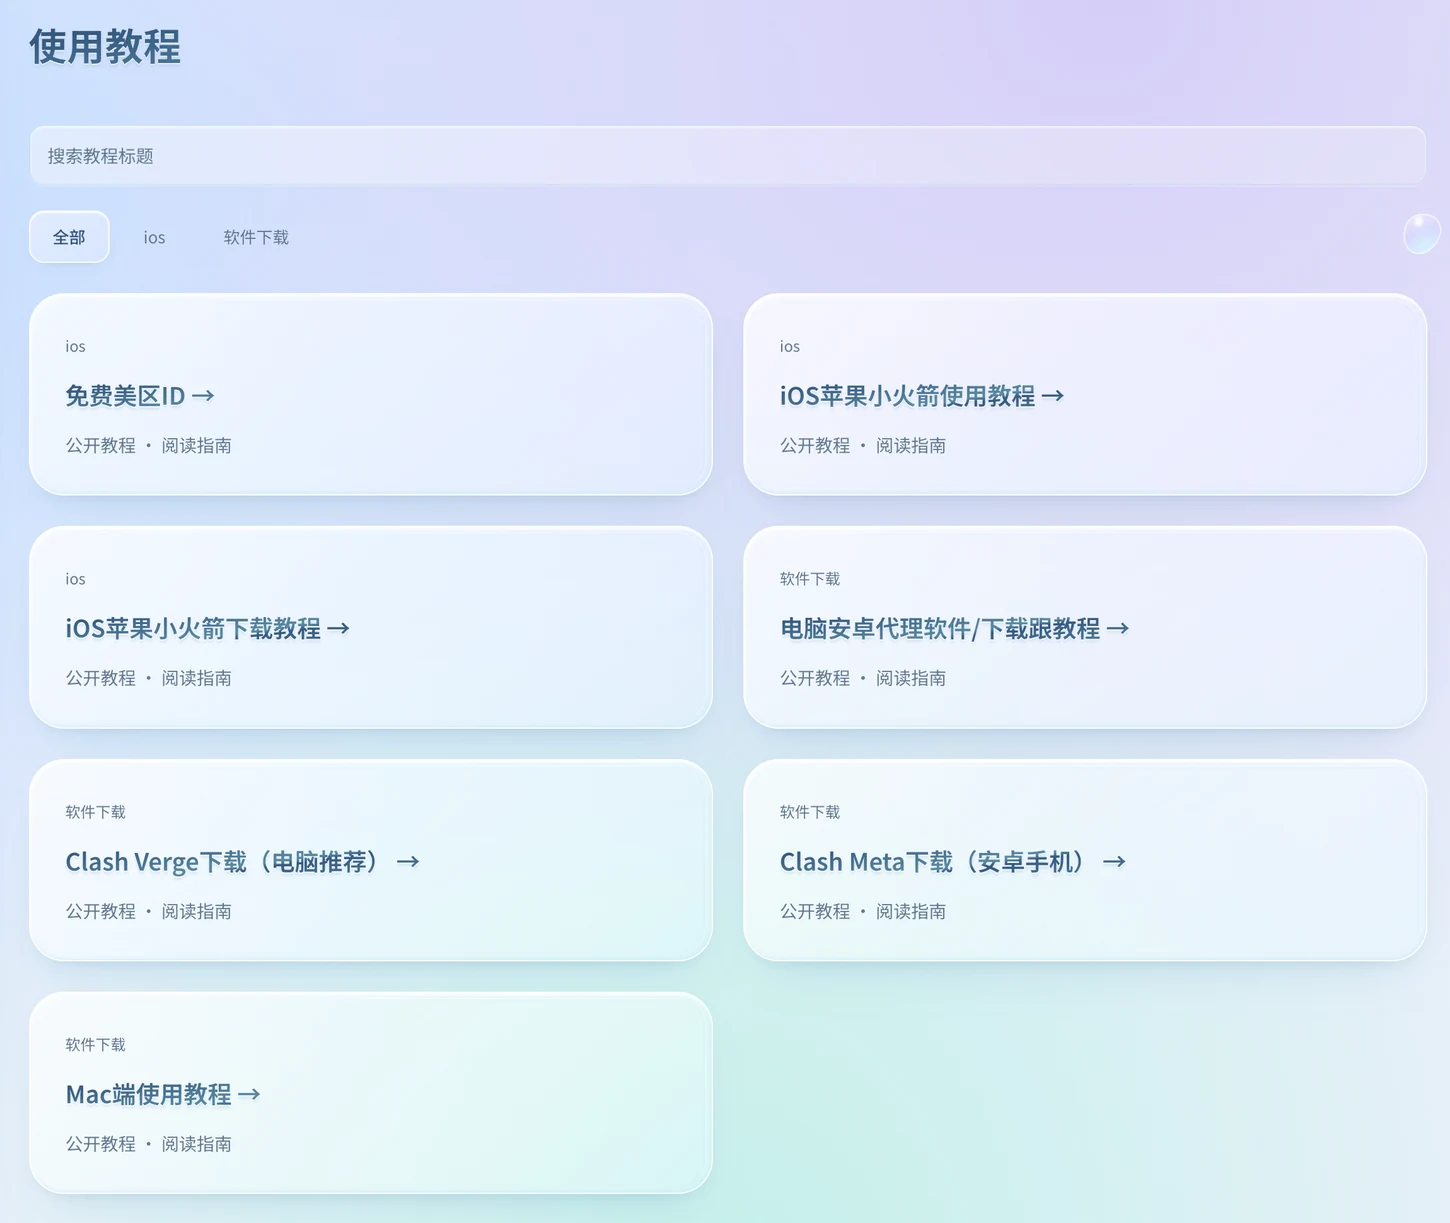 使用教程
搜索教程标题
全部
ios
软件下载
ios
免费美区ID →
公开教程 · 阅读指南
ios
iOS苹果小火箭使用教程 →
公开教程 · 阅读指南
ios
iOS苹果小火箭下载教程 →
公开教程 · 阅读指南
软件下载
电脑安卓代理软件/下载跟教程 →
公开教程 · 阅读指南
软件下载
Clash Verge下载（电脑推荐） →
公开教程 · 阅读指南
软件下载
Clash Meta下载（安卓手机） →
公开教程 · 阅读指南
软件下载
Mac端使用教程 →
公开教程 · 阅读指南